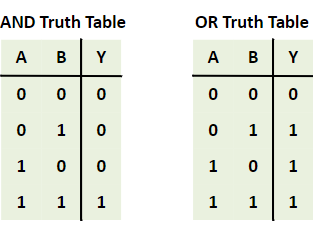 AND Truth Table
A B Y
0 0 0
0 1 0
1 0 0
1 1 1
OR Truth Table
A B Y
0 0 0
0 1 1
1 0 1
1 1 1